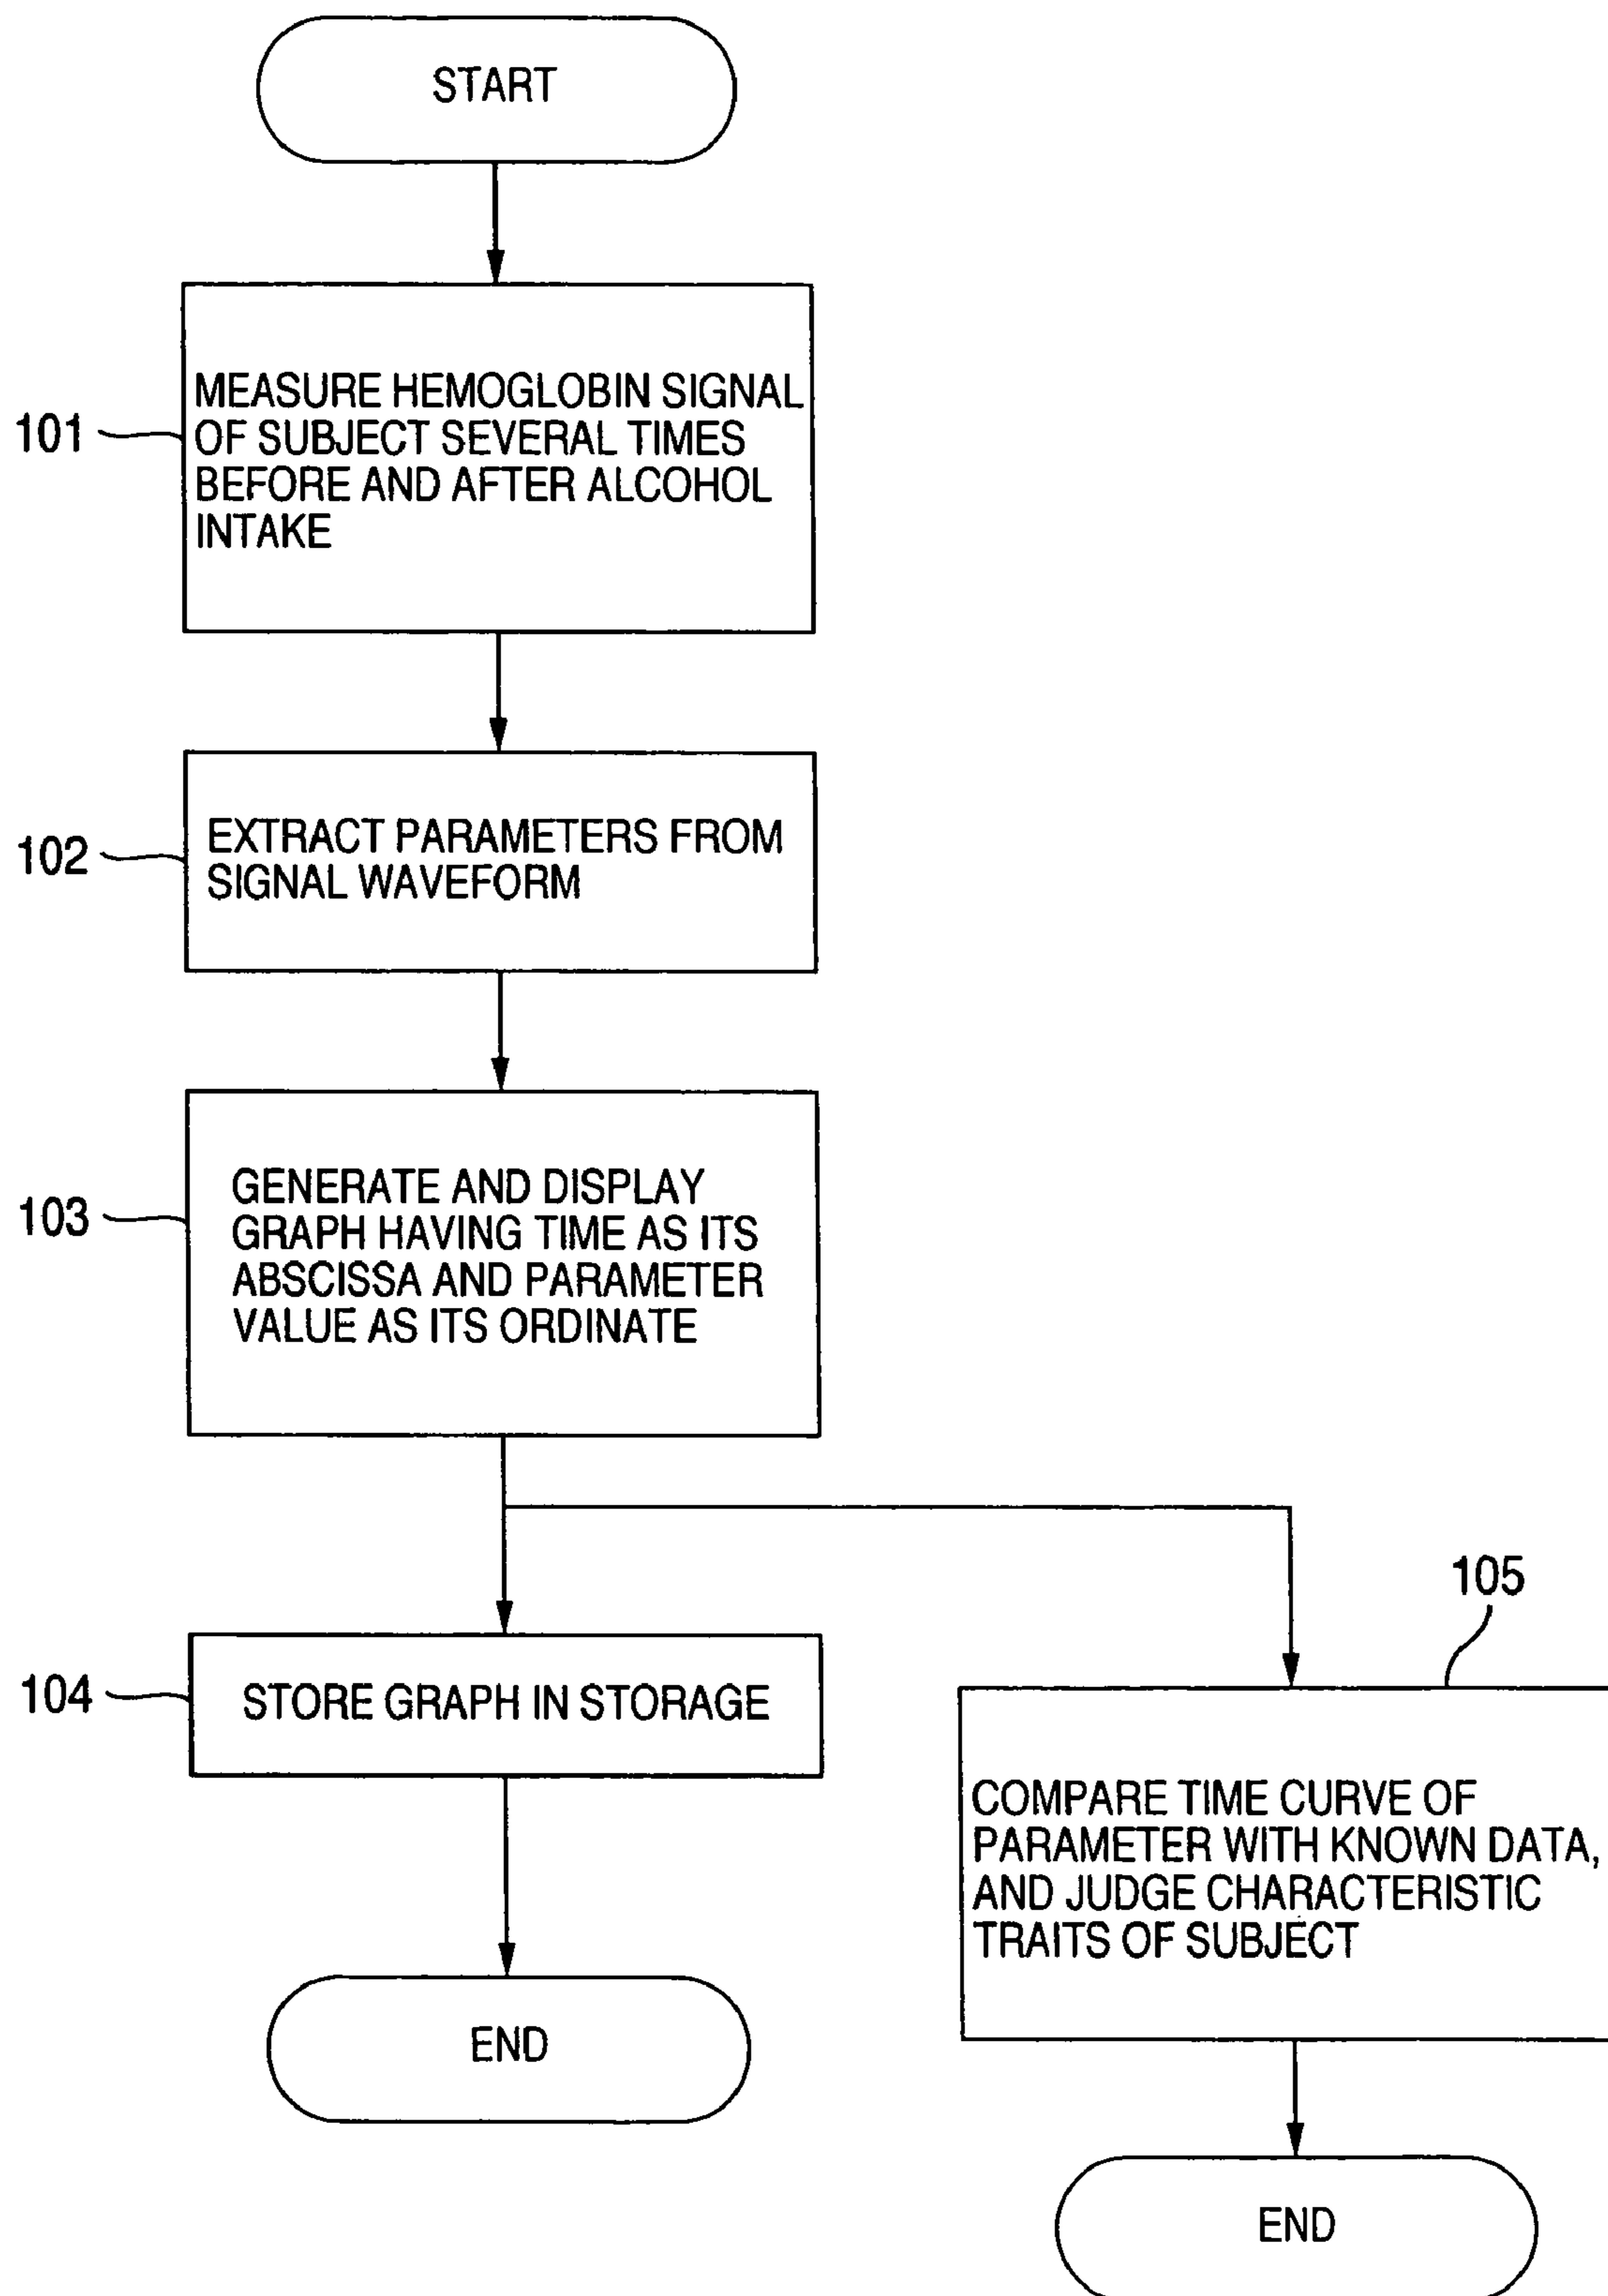 START
MEASURE HEMOGLOBIN SIGNAL
OF SUBJECT SEVERAL TIMES
BEFORE AND AFTER ALCOHOL
INTAKE
101
EXTRACT PARAMETERS FROM
SIGNAL WAVEFORM
102
GENERATE AND DISPLAY
GRAPH HAVING TIME AS ITS
ABSCISSA AND PARAMETER
VALUE AS ITS ORDINATE
103
STORE GRAPH IN STORAGE
104
END
105
COMPARE TIME CURVE OF
PARAMETER WITH KNOWN DATA,
AND JUDGE CHARACTERISTIC
TRAITS OF SUBJECT
END